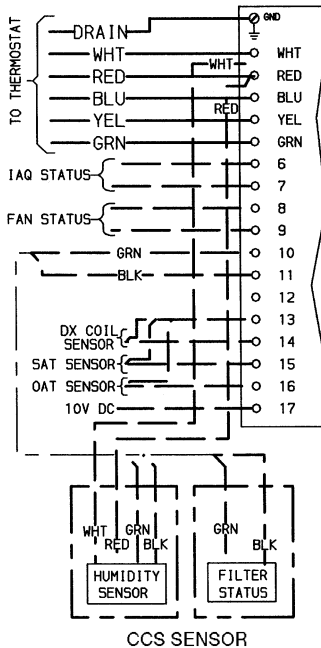 GND
DRAIN
WHT WHT
WHT
RED RED
BLU BLU
RED
YEL YEL
GRN GRN
TO THERMOSTAT
6
IAQ STATUS
7
8
FAN STATUS
9
GRN 10
BLK 11
12
13
DX COIL
SENSOR 14
SAT SENSOR 15
OAT SENSOR 16
10V DC 17
WHT GRN GRN
RED BLK BLK
HUMIDITY
SENSOR
FILTER
STATUS
CCS SENSOR